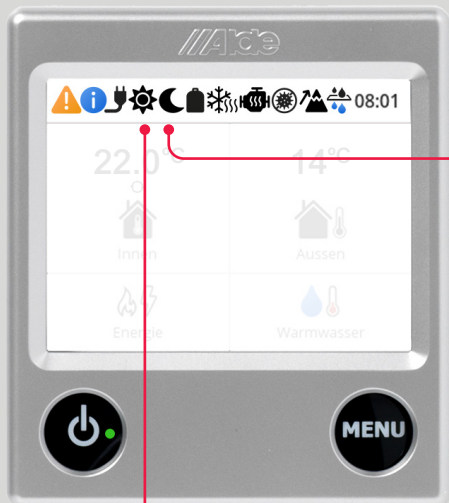 Alde
08:01
22.0°C
14°C
Innen
Aussen
Energie
Warmwasser
MENU